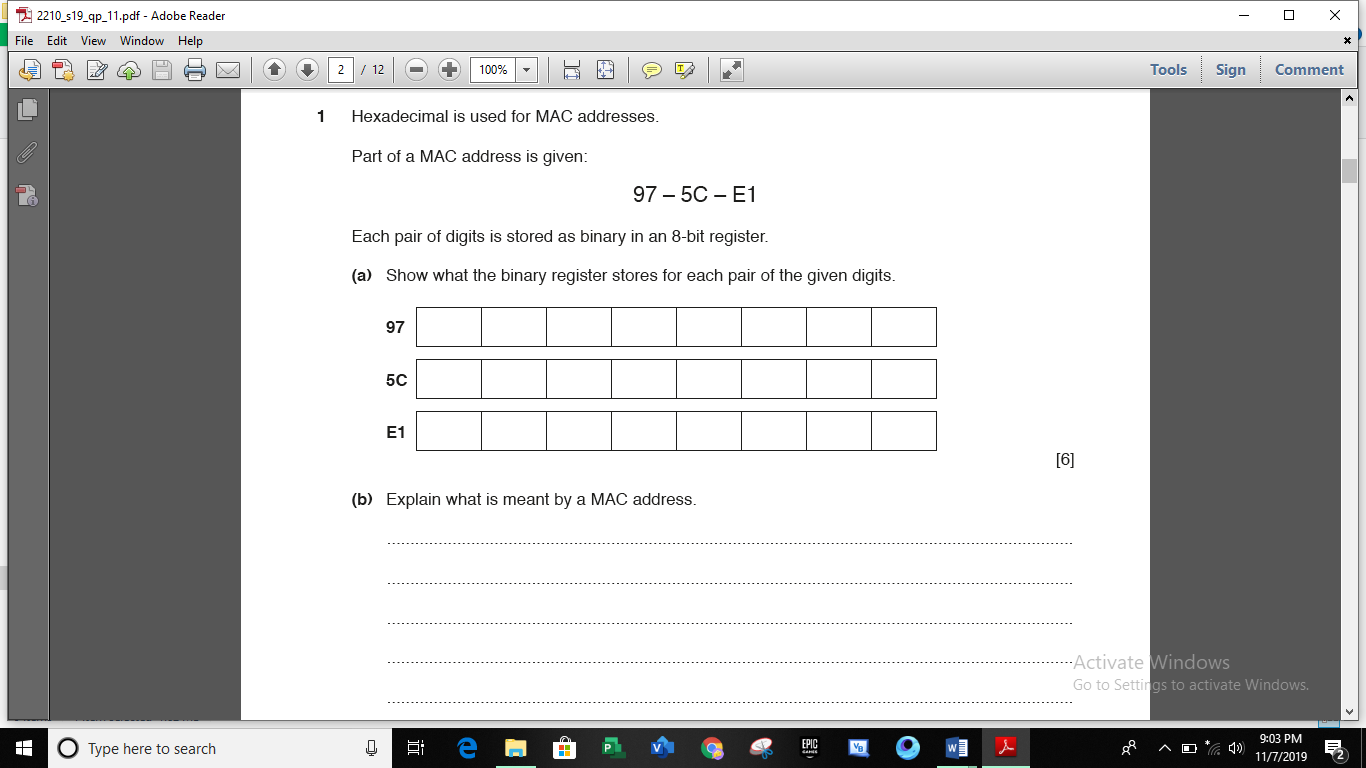 2210_s19_qp_11.pdf - Adobe Reader
File Edit View Window Help
2 / 12 100% Tools Sign Comment
1 Hexadecimal is used for MAC addresses.
Part of a MAC address is given:
97 – 5C – E1
Each pair of digits is stored as binary in an 8-bit register.
(a) Show what the binary register stores for each pair of the given digits.
97
5C
E1
[6]
(b) Explain what is meant by a MAC address.
Activate Windows
Go to Settings to activate Windows.
Type here to search
EPIC GAMES
9:03 PM
11/7/2019
2